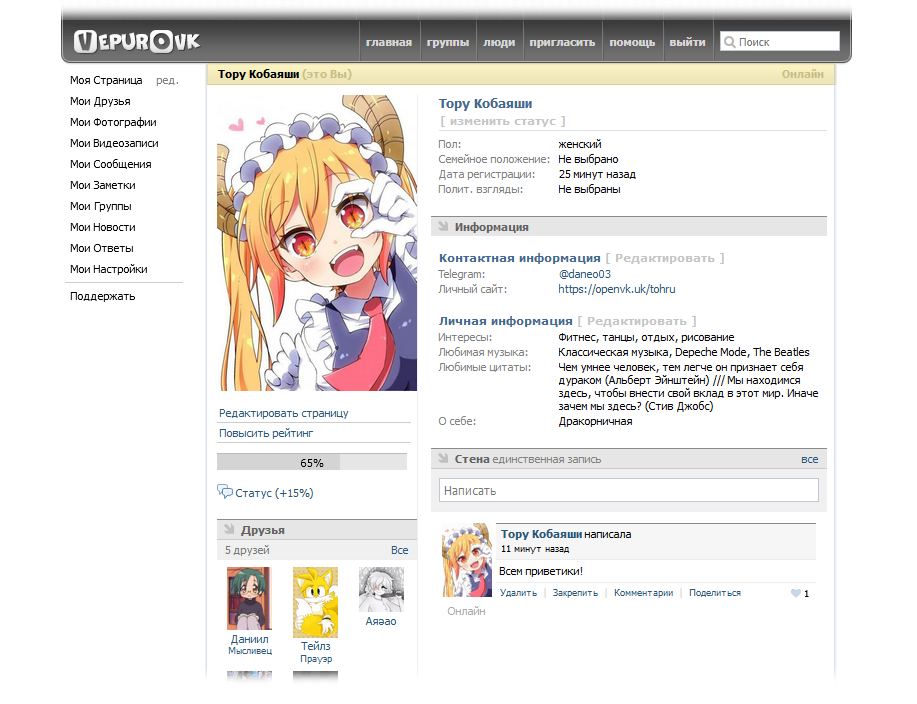 VEPUROVK
главная группы люди пригласить помощь выйти Поиск
Моя Страница ред.
Мои Друзья
Мои Фотографии
Мои Видеозаписи
Мои Сообщения
Мои Заметки
Мои Группы
Мои Новости
Мои Ответы
Мои Настройки
Поддержать
Тору Кобаяши (это Вы) Онлайн
Редактировать страницу
Повысить рейтинг
65%
Статус (+15%)
Друзья
5 друзей Все
Даниил
Мысливец
Тейлз
Прауэр
Аяэао
Тору Кобаяши
[ изменить статус ]
Пол: женский
Семейное положение: Не выбрано
Дата регистрации: 25 минут назад
Полит. взгляды: Не выбраны
Информация
Контактная информация [ Редактировать ]
Telegram: @daneo03
Личный сайт: https://openvk.uk/tohru
Личная информация [ Редактировать ]
Интересы: Фитнес, танцы, отдых, рисование
Любимая музыка: Классическая музыка, Depeche Mode, The Beatles
Любимые цитаты: Чем умнее человек, тем легче он признает себя
дураком (Альберт Эйнштейн) /// Мы находимся
здесь, чтобы внести свой вклад в этот мир. Иначе
зачем мы здесь? (Стив Джобс)
О себе: Дракорничная
Стена единственная запись все
Написать
Тору Кобаяши написала
11 минут назад
Всем приветики!
Удалить | Закрепить | Комментарии | Поделиться 1
Онлайн